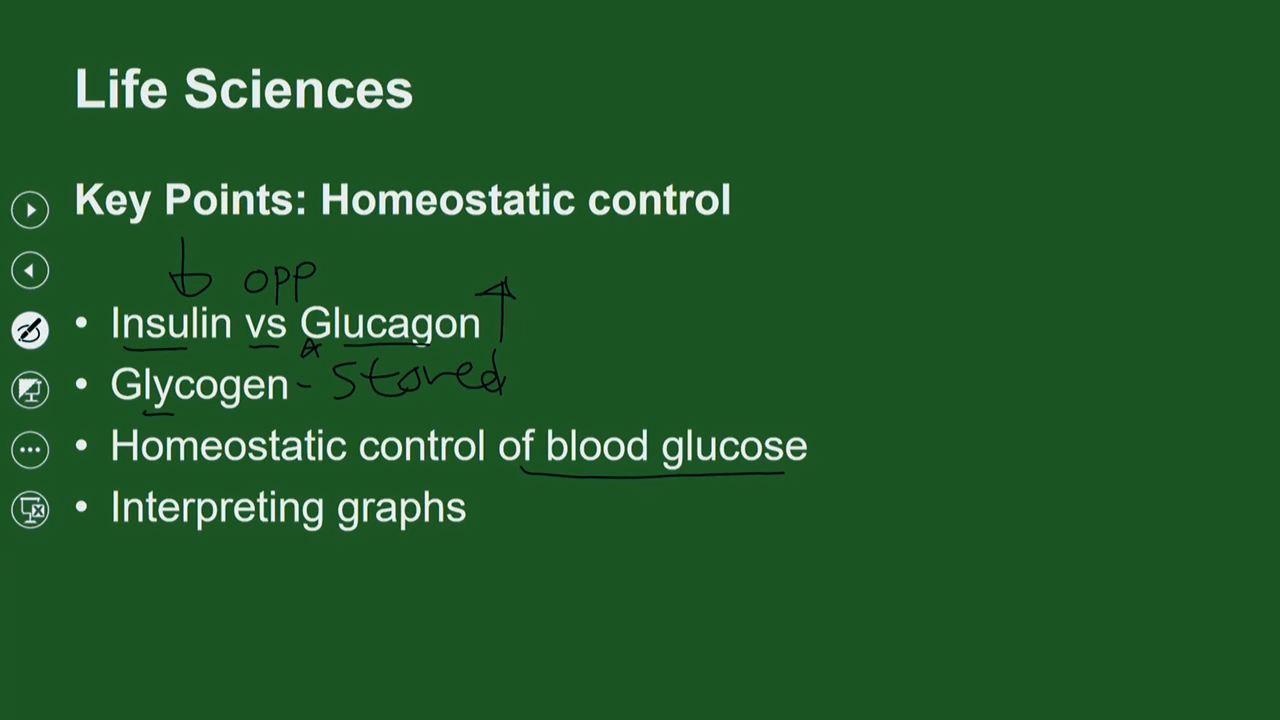 Life Sciences
Key Points: Homeostatic control
opp
• Insulin vs Glucagon
• Glycogen - stored
• Homeostatic control of blood glucose
• Interpreting graphs